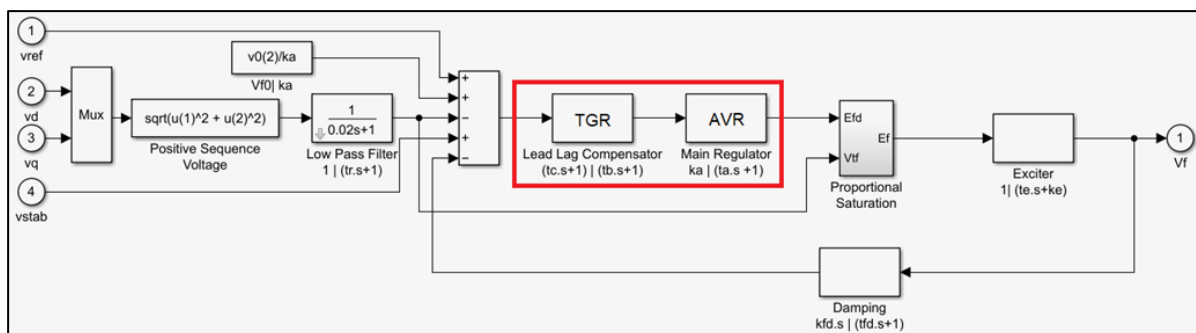 1
vref
2
vd
3
vq
4
vstab
Mux
sqrt(u(1)^2 + u(2)^2)
Positive Sequence
Voltage
v0(2)/ka
Vf0| ka
1
0.02s+1
Low Pass Filter
1 | (tr.s+1)
+
+
−
+
−
TGR
Lead Lag Compensator
(tc.s+1) | (tb.s+1)
AVR
Main Regulator
ka | (ta.s +1)
Efd
Ef
Vtf
Proportional
Saturation
Exciter
1| (te.s+ke)
1
Vf
Damping
kfd.s | (tfd.s+1)